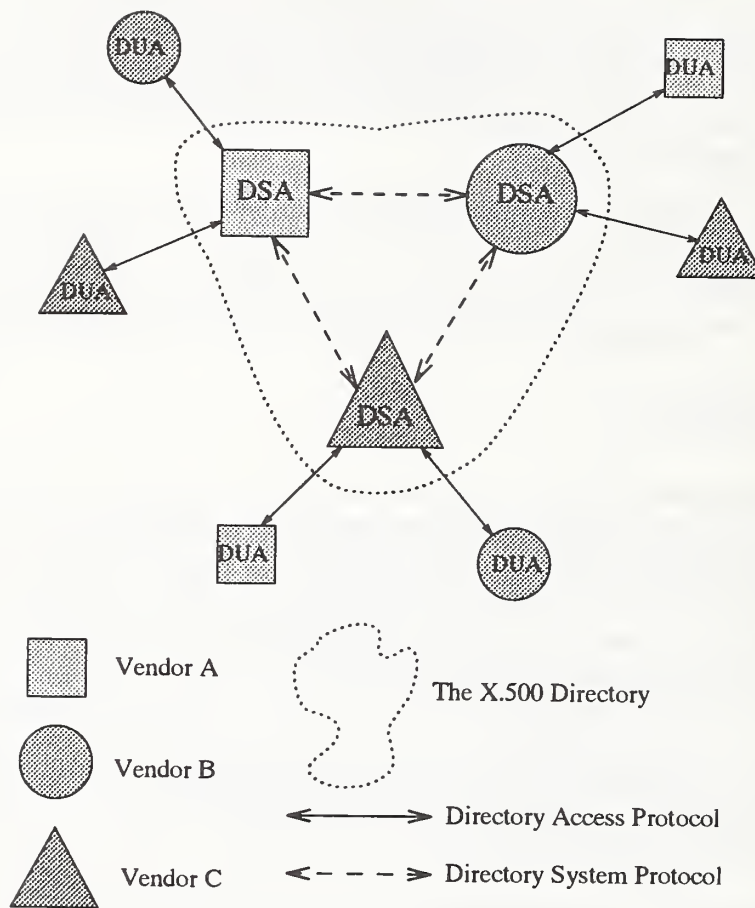 DUA
DUA
DSA
DSA
DUA
DUA
DSA
DUA
DUA
Vendor A
The X.500 Directory
Vendor B
Directory Access Protocol
Vendor C
Directory System Protocol